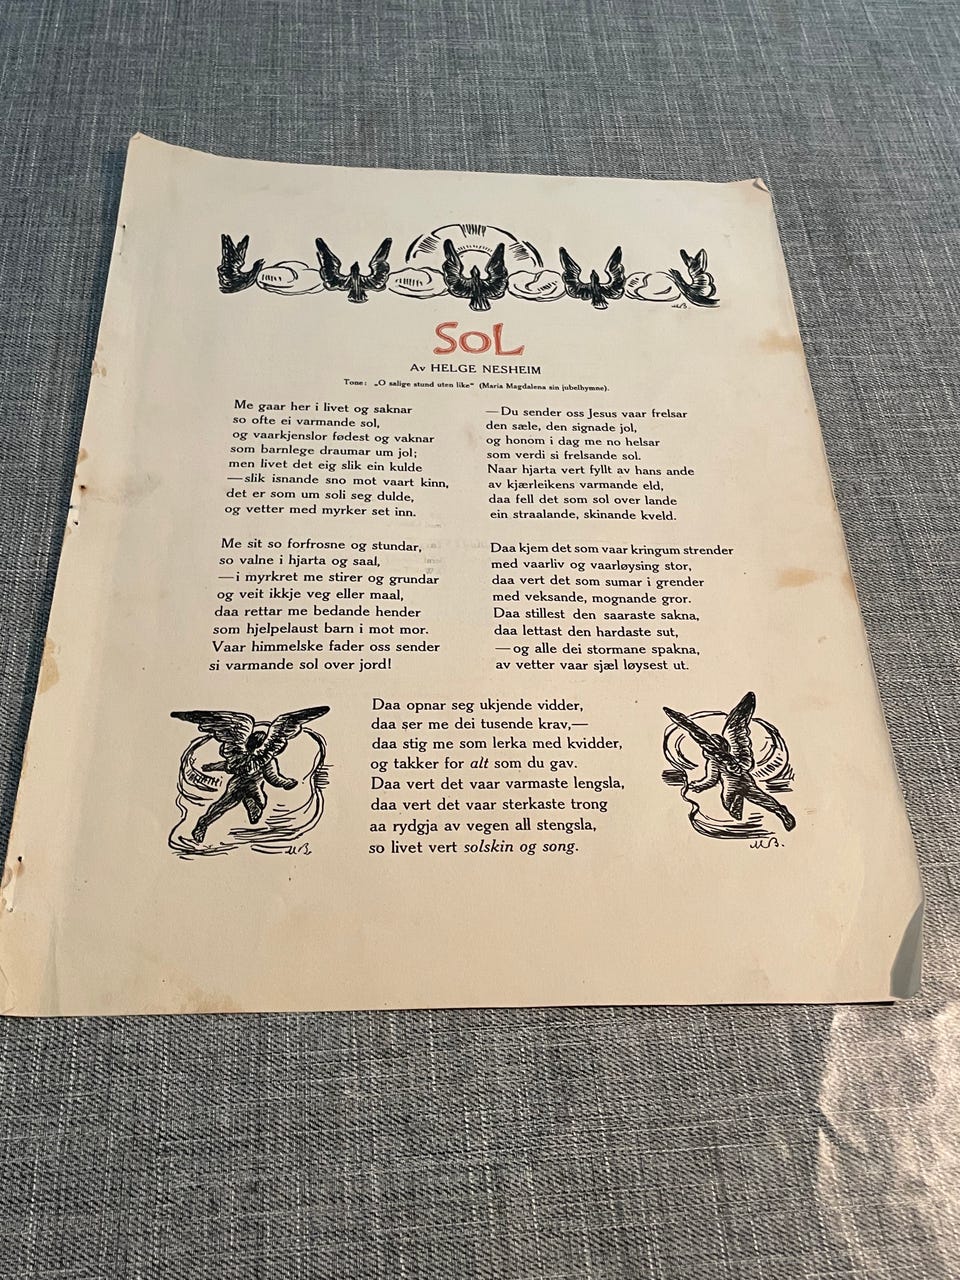 M.B.
SOL
Av HELGE NESHEIM
Tone: „O salige stund uten like“ (Maria Magdalena sin jubelhymne).
Me gaar her i livet og saknar
so ofte ei varmande sol,
og vaarkjenslor fødest og vaknar
som barnlege draumar um jol;
men livet det eig slik ein kulde
—slik isnande sno mot vaart kinn,
det er som um soli seg dulde,
og vetter med myrker set inn.
Me sit so forfrosne og stundar,
so valne i hjarta og saal,
—i myrkret me stirer og grundar
og veit ikkje veg eller maal,
daa rettar me bedande hender
som hjelpelaust barn i mot mor.
Vaar himmelske fader oss sender
si varmande sol over jord!
—Du sender oss Jesus vaar frelsar
den sæle, den signade jol,
og honom i dag me no helsar
som verdi si frelsande sol.
Naar hjarta vert fyllt av hans ande
av kjærleikens varmande eld,
daa fell det som sol over lande
ein straalande, skinande kveld.
Daa kjem det som vaar kringum strender
med vaarliv og vaarløysing stor,
daa vert det som sumar i grender
med veksande, mognande gror.
Daa stillest den saaraste sakna,
daa lettast den hardaste sut,
—og alle dei stormane spakna,
av vetter vaar sjæl løysest ut.
Daa opnar seg ukjende vidder,
daa ser me dei tusende krav,—
daa stig me som lerka med kvidder,
og takker for alt som du gav.
Daa vert det vaar varmaste lengsla,
daa vert det vaar sterkaste trong
aa rydgja av vegen all stengsla,
so livet vert solskin og song.
M.B.
M.B.